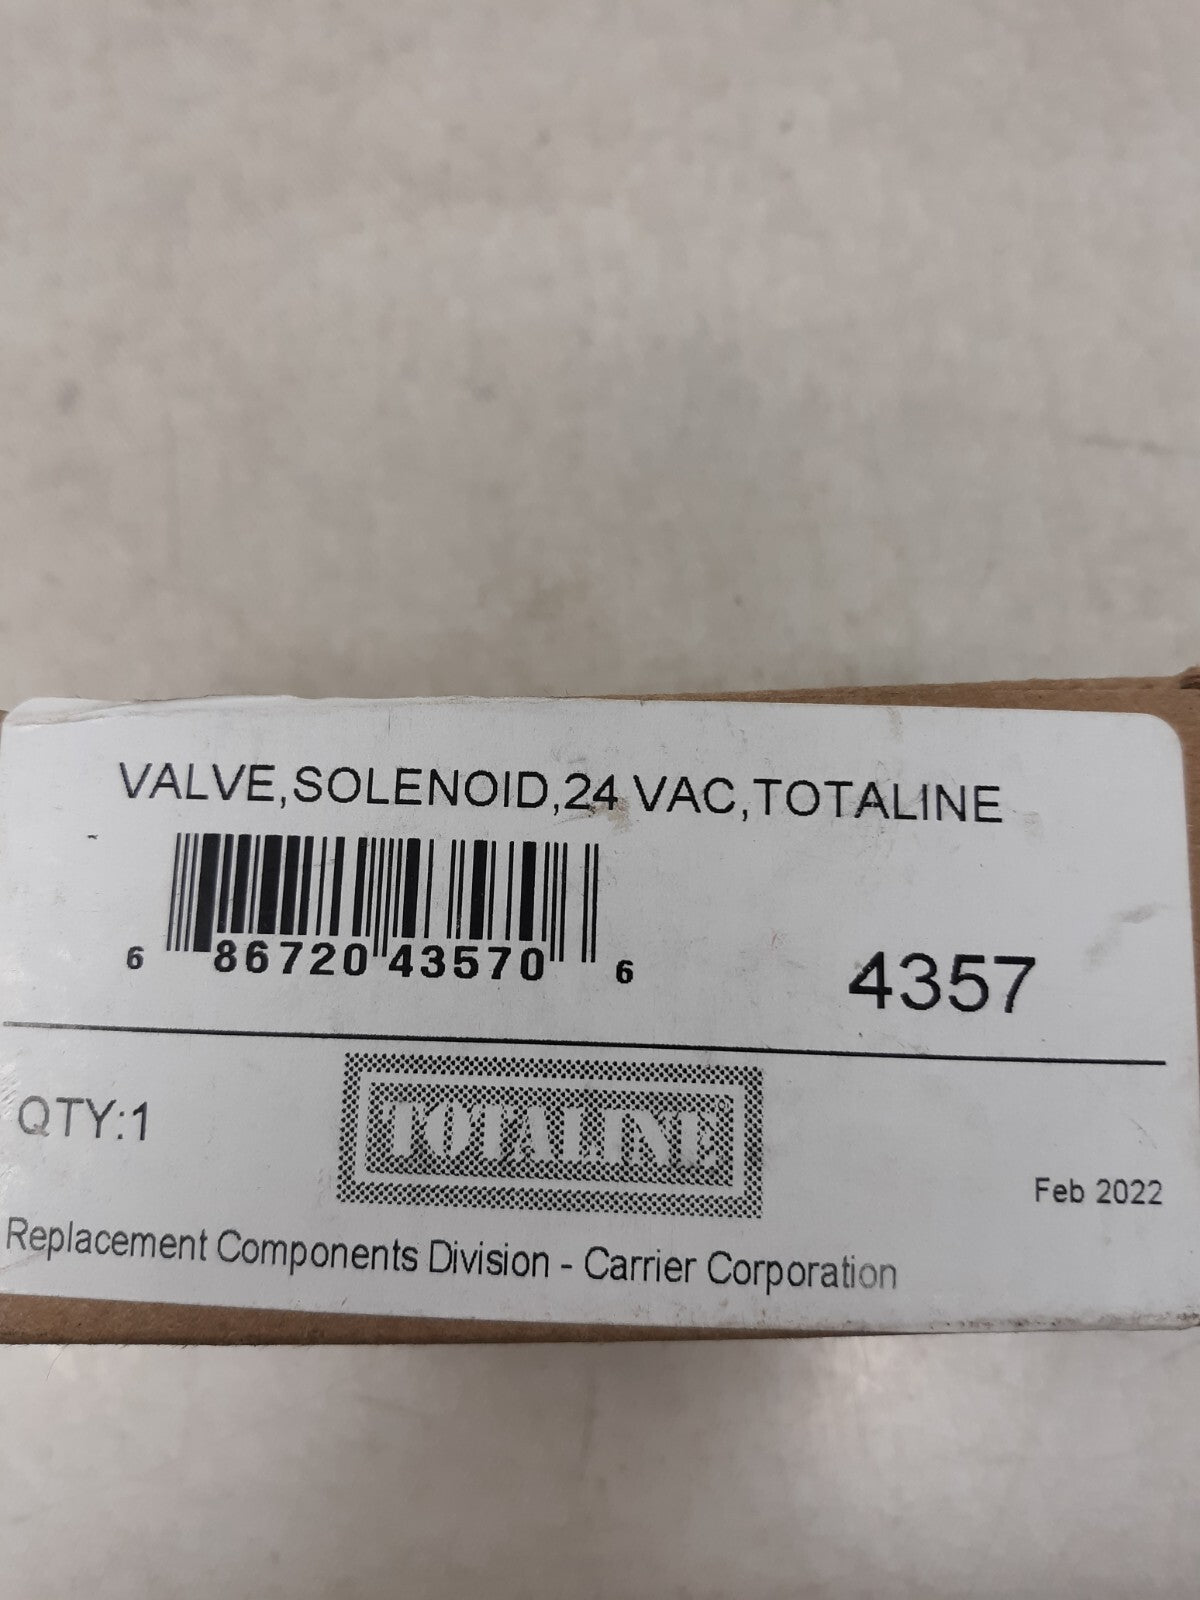 VALVE,SOLENOID,24 VAC,TOTALINE
6 86720 43570 6
4357
QTY:1
TOTALINE®
Feb 2022
Replacement Components Division - Carrier Corporation